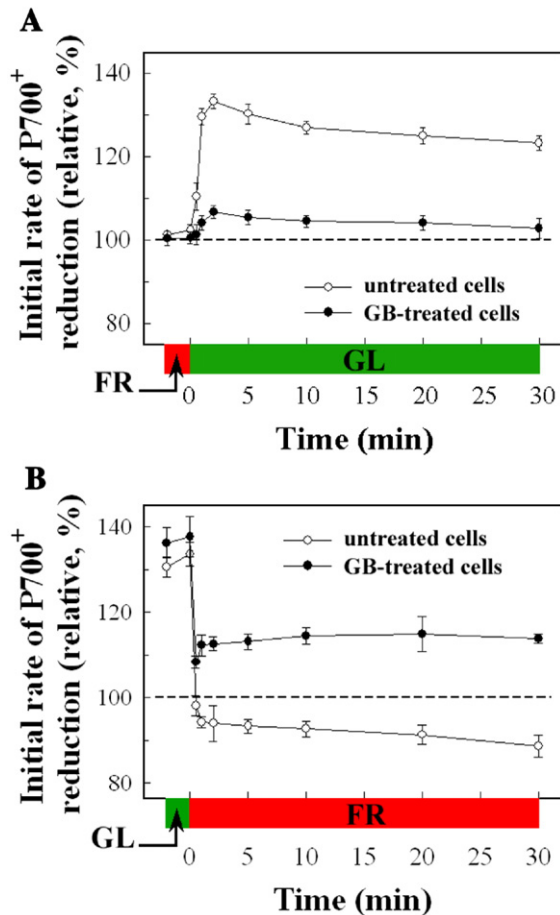 A
Initial rate of P700+
reduction (relative, %)
140
120
100
80
untreated cells
GB-treated cells
FR
GL
0 5 10 15 20 25 30
Time (min)
B
Initial rate of P700+
reduction (relative, %)
140
120
100
80
untreated cells
GB-treated cells
GL
FR
0 5 10 15 20 25 30
Time (min)